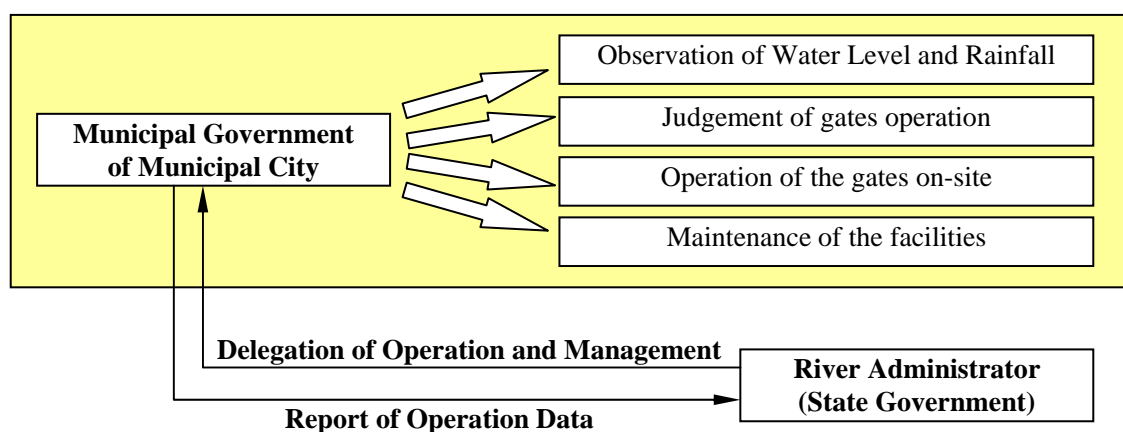 Observation of Water Level and Rainfall
Municipal Government
of Municipal City
Judgement of gates operation
Operation of the gates on-site
Maintenance of the facilities
Delegation of Operation and Management
River Administrator
(State Government)
Report of Operation Data